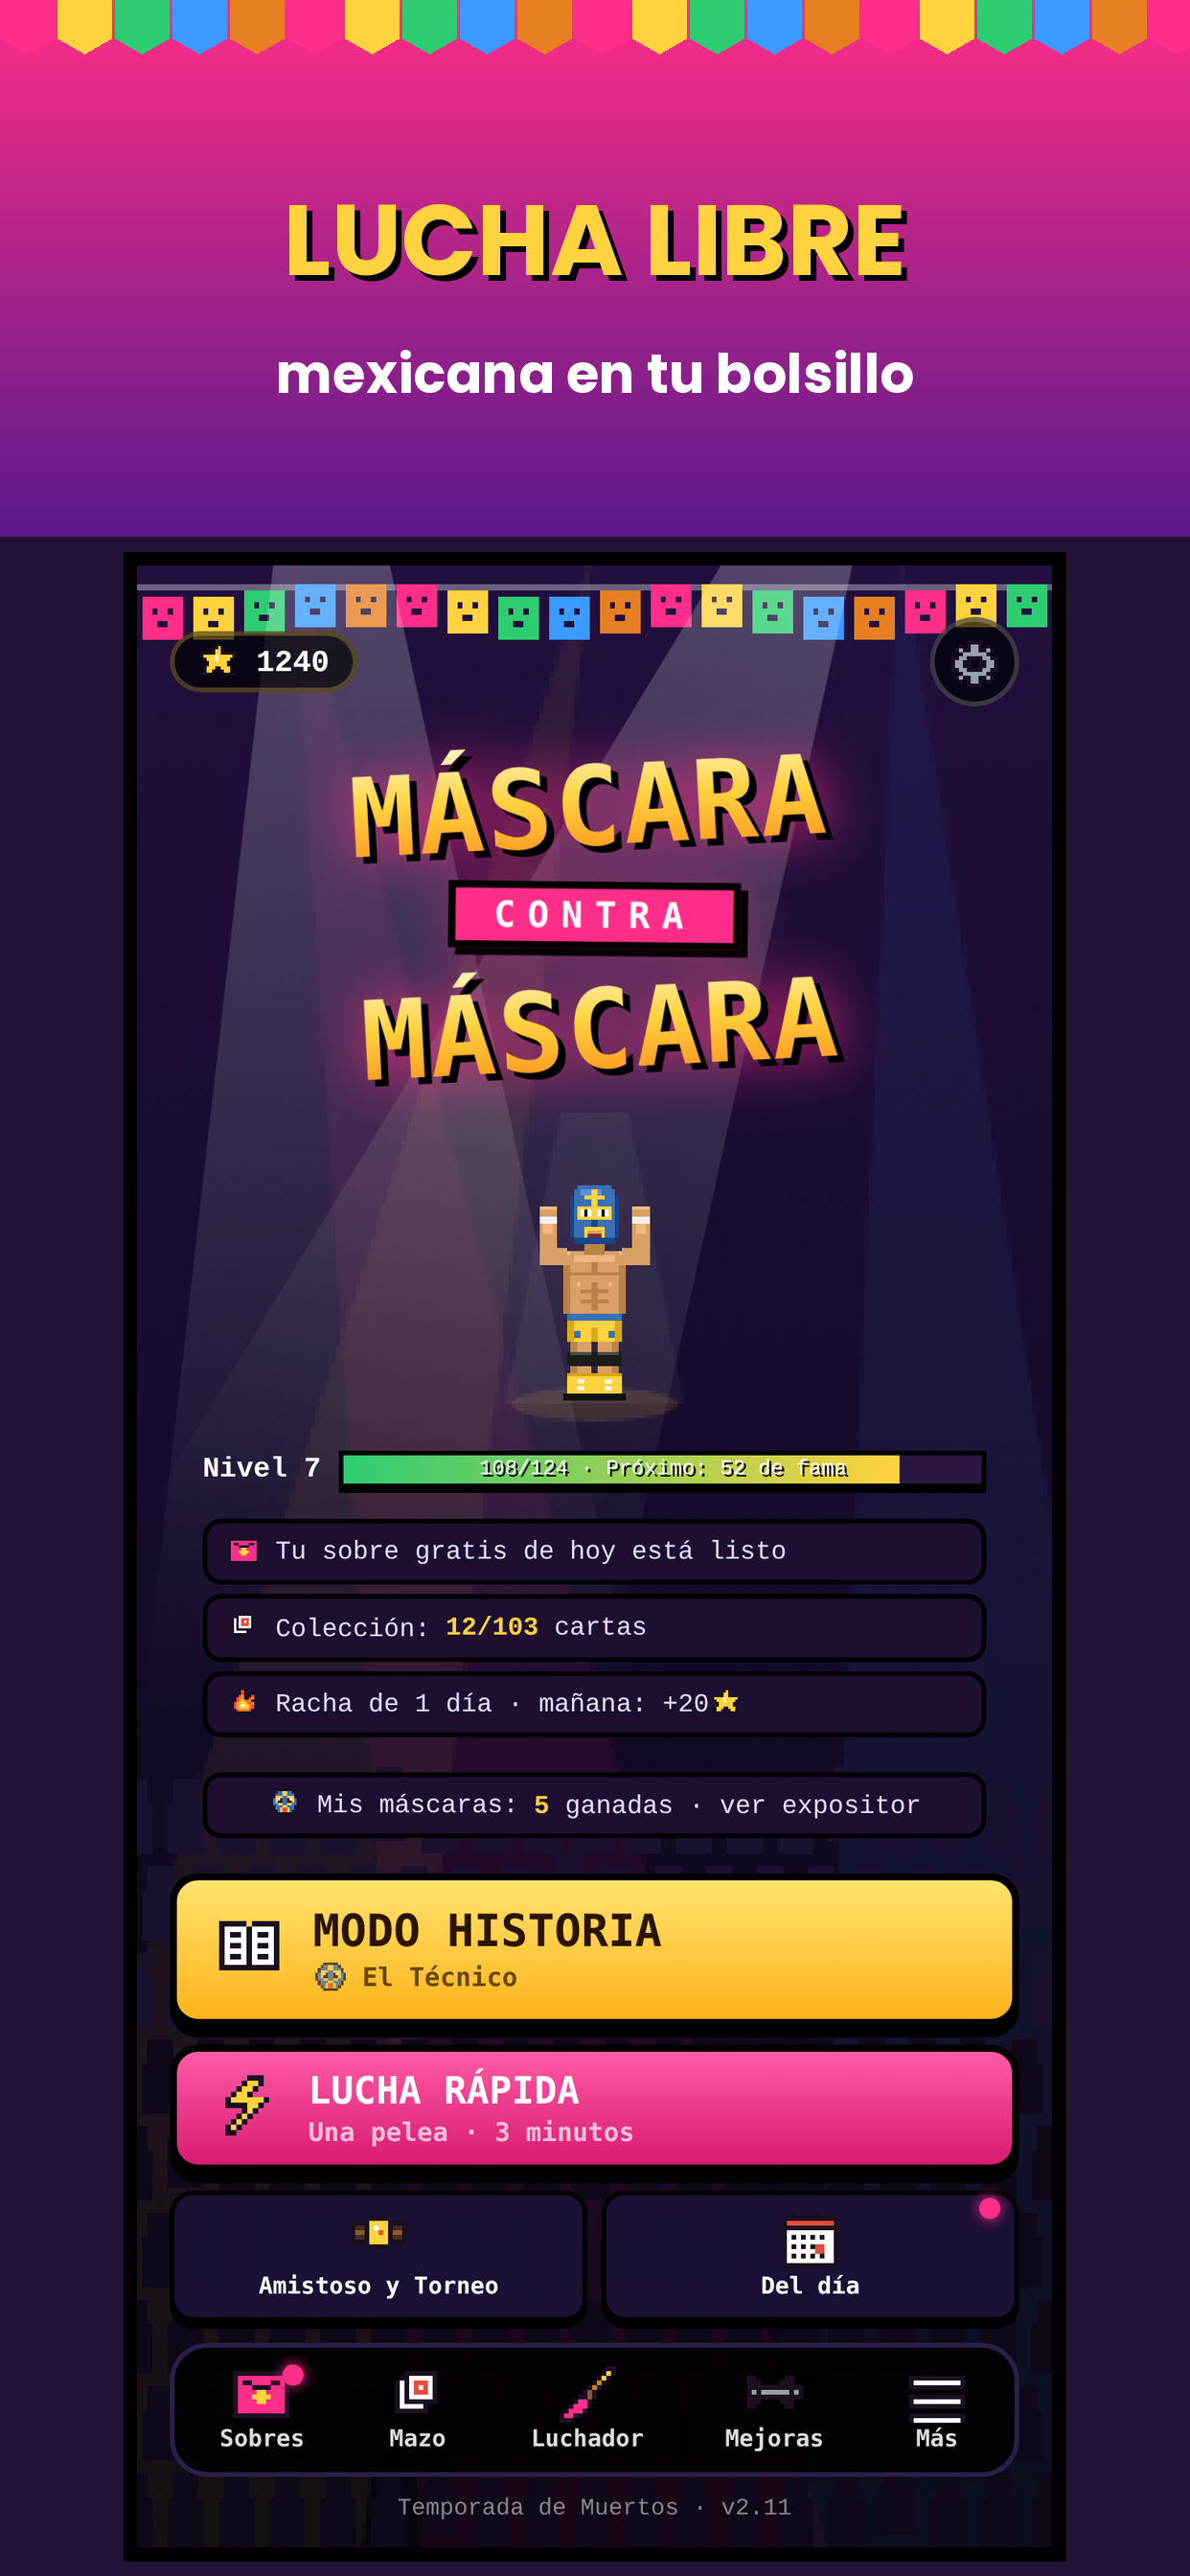 LUCHA LIBRE
mexicana en tu bolsillo
1240
MÁSCARA
CONTRA
MÁSCARA
Nivel 7
108/124 · Próximo: 52 de fama
Tu sobre gratis de hoy está listo
Colección: 12/103 cartas
Racha de 1 día · mañana: +20
Mis máscaras: 5 ganadas · ver expositor
MODO HISTORIA
El Técnico
LUCHA RÁPIDA
Una pelea · 3 minutos
Amistoso y Torneo
Del día
Sobres
Mazo
Luchador
Mejoras
Más
Temporada de Muertos · v2.11